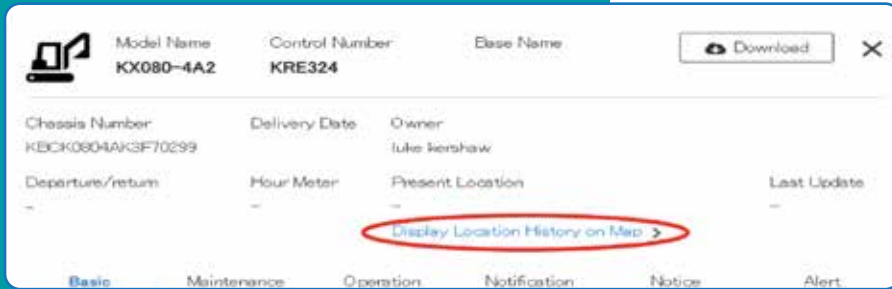 Model Name Control Number Base Name Download
KX080-4A2 KRE324
Chassis Number Delivery Date Owner
KBCK0804AK3F70299 luke kershaw
Departure/return Hour Meter Present Location Last Update
- - - -
Display Location History on Map >
Basic Maintenance Operation Notification Notice Alert